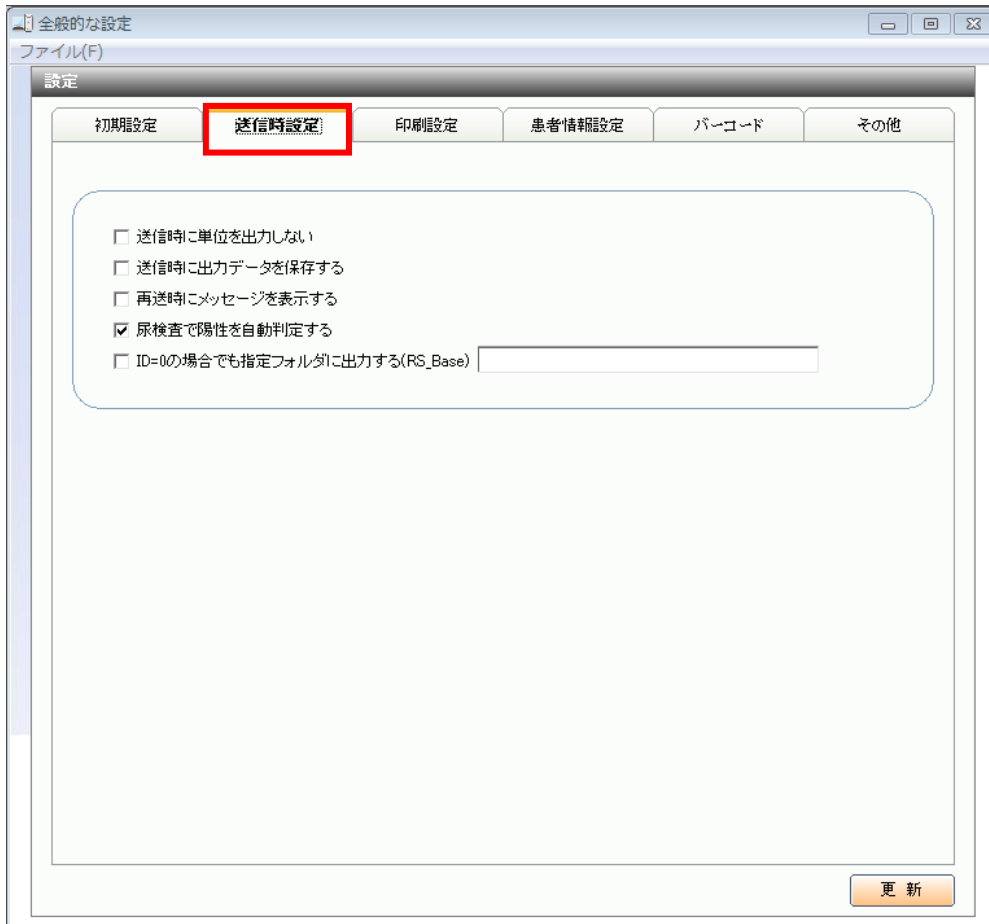 全般的な設定
ファイル(F)
設定
初期設定 送信時設定 印刷設定 患者情報設定 バーコード その他
送信時に単位を出力しない
送信時に出力データを保存する
再送時にメッセージを表示する
尿検査で陽性を自動判定する
ID=0の場合でも指定フォルダに出力する(RS_Base)
更 新